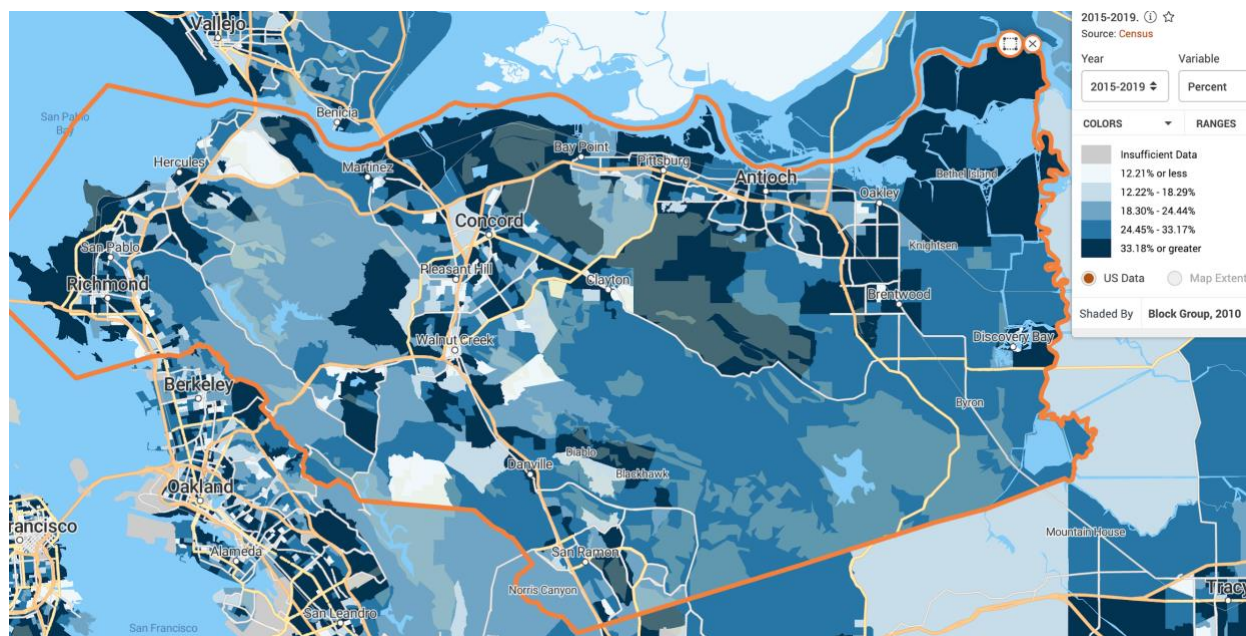 Vallejo
San Pablo
Bay
Benicia
Hercules
Martinez
Bay Point
Pittsburg
Antioch
Oakley
Bethel Island
Knightsen
San Pablo
Richmond
Concord
Pleasant Hill
Clayton
Brentwood
Walnut Creek
Discovery Bay
Berkeley
Byron
Diablo
Danville
Blackhawk
Oakland
rancisco
Alameda
San Ramon
Norris Canyon
Mountain House
Tracy
San Leandro
San Francisco
2015-2019.
Source: Census
Year Variable
2015-2019 Percent
COLORS RANGES
Insufficient Data
12.21% or less
12.22% - 18.29%
18.30% - 24.44%
24.45% - 33.17%
33.18% or greater
US Data Map Extent
Shaded By Block Group, 2010